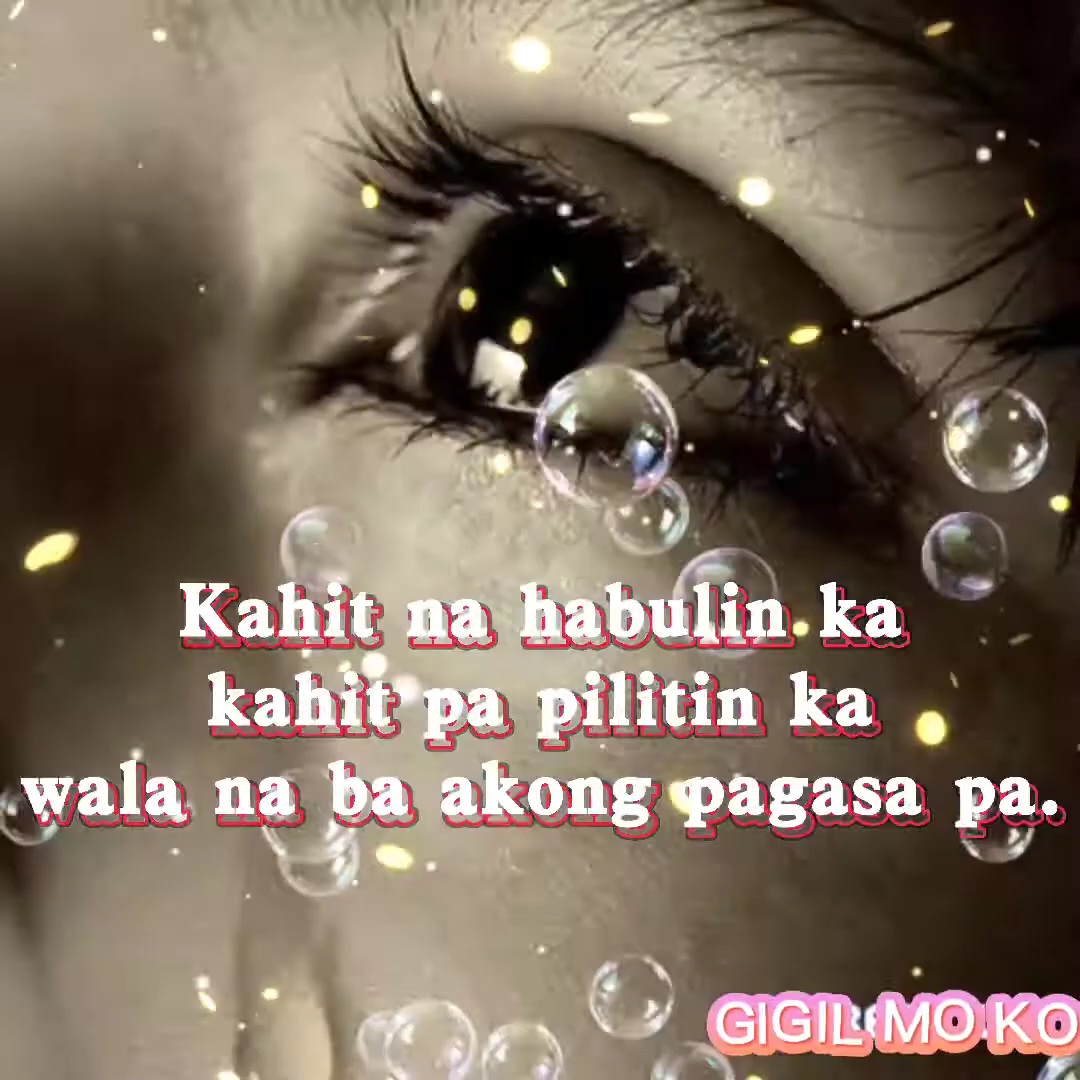 Kahit na habulin ka
kahit pa pilitin ka
wala na ba akong pagasa pa.
GIGIL MO KO